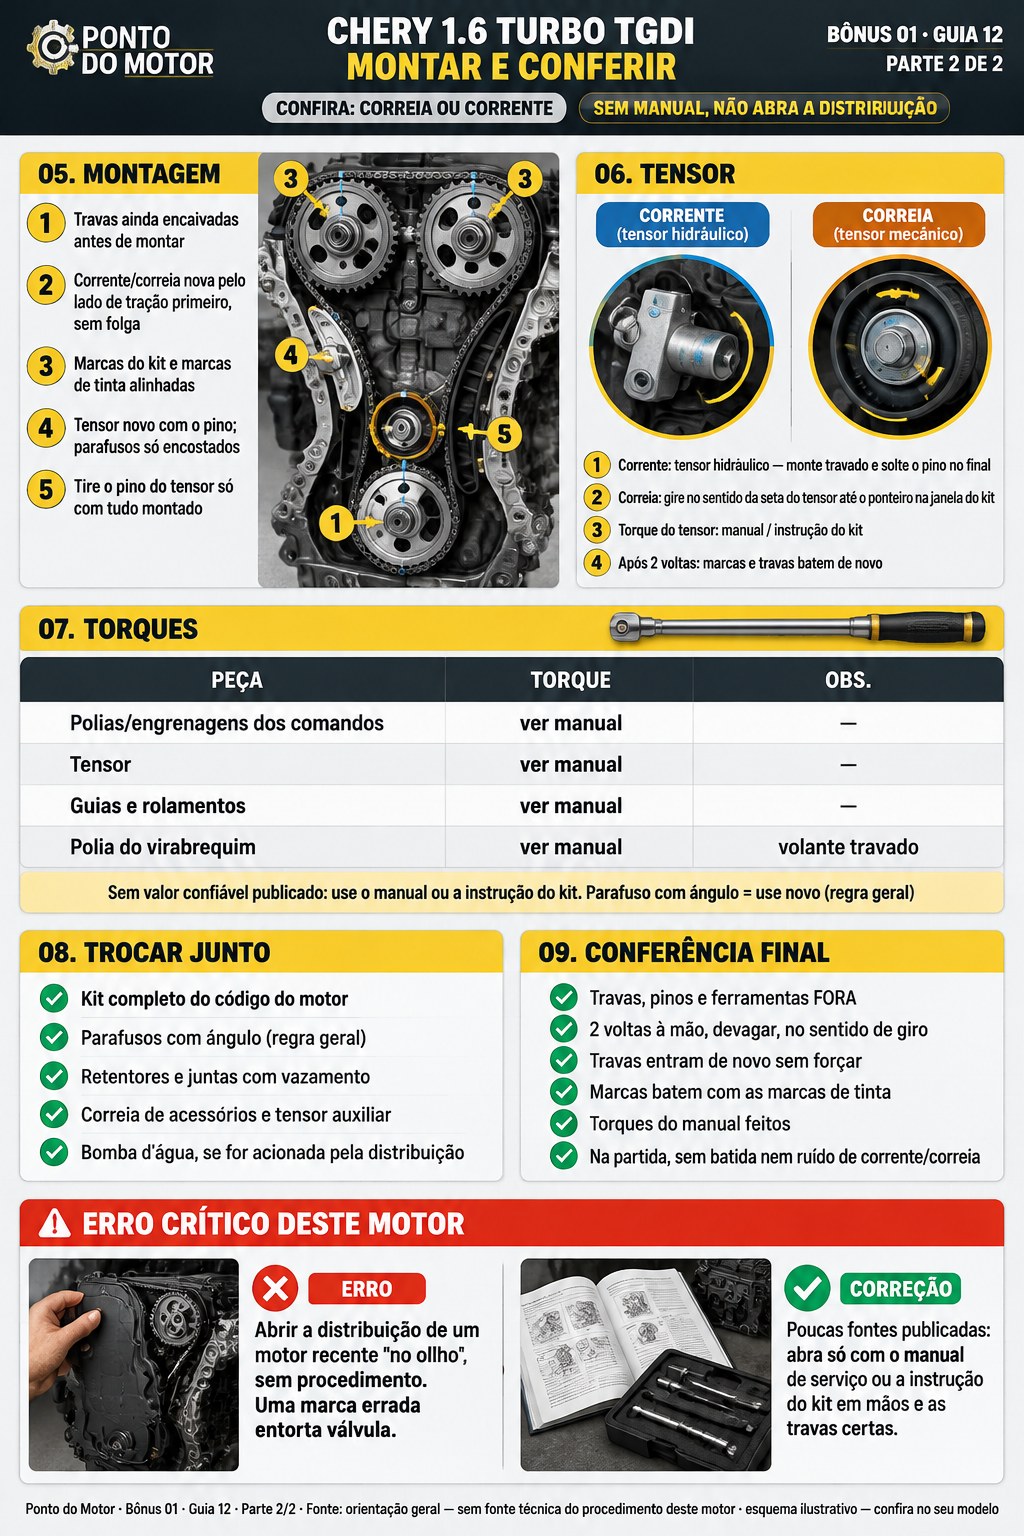 PONTO
DO MOTOR
CHERY 1.6 TURBO TGDI
MONTAR E CONFERIR
BÔNUS 01 · GUIA 12
PARTE 2 DE 2
CONFIRA: CORREIA OU CORRENTE
SEM MANUAL, NÃO ABRA A DISTRIRIJUÇÃO
05. MONTAGEM
1 Travas ainda encaivadas
antes de montar
2 Corrente/correia nova pelo
lado de tração primeiro,
sem folga
3 Marcas do kit e marcas
de tinta alinhadas
4 Tensor novo com o pino;
parafusos só encostados
5 Tire o pino do tensor só
com tudo montado
3
3
4
5
1
06. TENSOR
CORRENTE
(tensor hidráulico)
CORREIA
(tensor mecánico)
1 Corrente: tensor hidráulico — monte travado e solte o pino no final
2 Correia: gire no sentido da seta do tensor até o ponteiro na janela do kit
3 Torque do tensor: manual / instrução do kit
4 Após 2 voltas: marcas e travas batem de novo
07. TORQUES
PEÇA TORQUE OBS.
Polias/engrenagens dos comandos ver manual —
Tensor ver manual —
Guias e rolamentos ver manual —
Polia do virabrequim ver manual volante travado
Sem valor confiável publicado: use o manual ou a instrução do kit. Parafuso com ángulo = use novo (regra geral)
08. TROCAR JUNTO
Kit completo do código do motor
Parafusos com ángulo (regra geral)
Retentores e juntas com vazamento
Correia de acessórios e tensor auxiliar
Bomba d'água, se for acionada pela distribuição
09. CONFERÊNCIA FINAL
Travas, pinos e ferramentas FORA
2 voltas à mão, devagar, no sentido de giro
Travas entram de novo sem forçar
Marcas batem com as marcas de tinta
Torques do manual feitos
Na partida, sem batida nem ruído de corrente/correia
ERRO CRÍTICO DESTE MOTOR
ERRO
Abrir a distribuição de um
motor recente "no ollho",
sem procedimento.
Uma marca errada
entorta válvula.
CORREÇÃO
Poucas fontes publicadas:
abra só com o manual
de serviço ou a instrução
do kit em mãos e as
travas certas.
Ponto do Motor · Bônus 01 · Guia 12 · Parte 2/2 · Fonte: orientação geral — sem fonte técnica do procedimento deste motor · esquema ilustrativo — confira no seu modelo